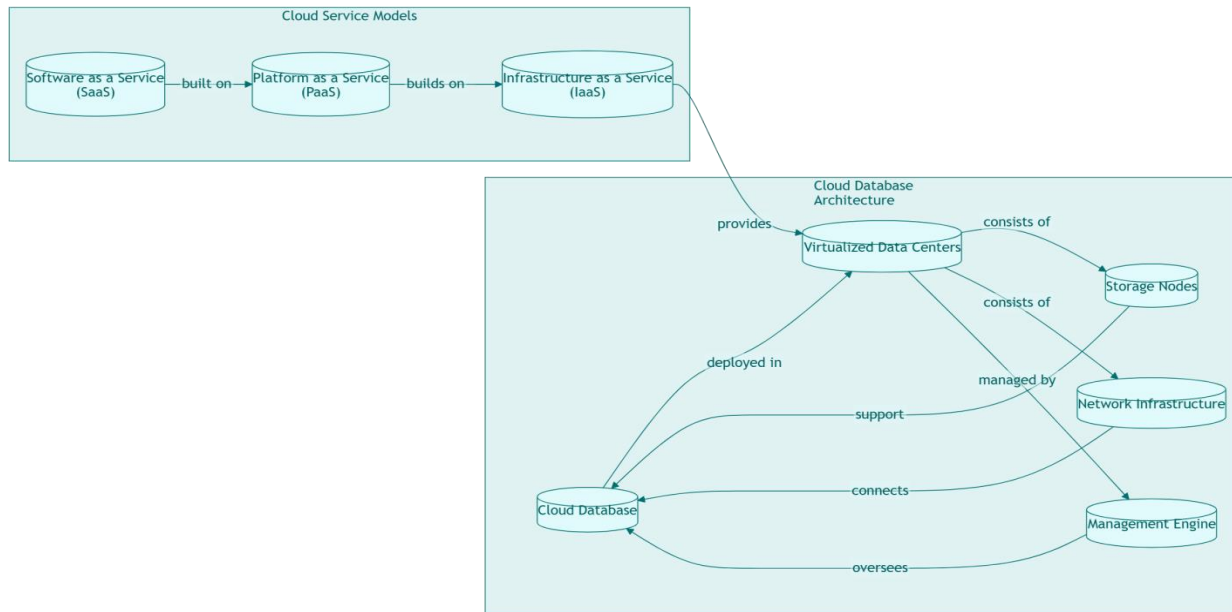 Cloud Service Models
Software as a Service
(SaaS)
built on
Platform as a Service
(PaaS)
builds on
Infrastructure as a Service
(IaaS)
provides
Cloud Database
Architecture
Virtualized Data Centers
consists of
Storage Nodes
consists of
deployed in
managed by
Network Infrastructure
support
connects
Cloud Database
Management Engine
oversees